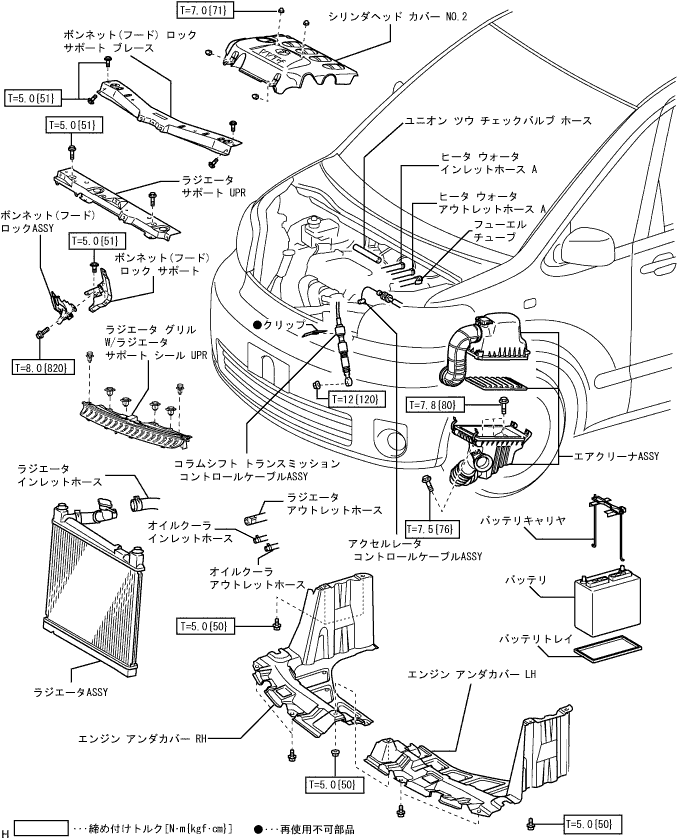 T=7.0{71}
シリンダヘッド カバー NO.2
ボンネット(フード) ロック
サポート ブレース
T=5.0{51}
T=5.0{51}
ユニオン ツウ チェックバルブ ホース
ヒータ ウォータ
インレットホース A
ラジエータ
サポート UPR
ヒータ ウォータ
アウトレットホース A
ボンネット(フード)
ロックASSY
フューエル
チューブ
T=5.0{51}
ボンネット(フード)
ロック サポート
●クリップ
ラジエータ グリル
W/ラジエータ
サポート シール UPR
T=8.0{820}
T=12{120}
T=7.8{80}
エアクリーナASSY
コラムシフト トランスミッション
コントロールケーブルASSY
ラジエータ
インレットホース
ラジエータ
アウトレットホース
オイルクーラ
インレットホース
T=7.5{76}
バッテリキャリヤ
アクセルレータ
コントロールケーブルASSY
オイルクーラ
アウトレットホース
バッテリ
T=5.0{50}
バッテリトレイ
エンジン アンダカバー LH
ラジエータASSY
エンジン アンダカバー RH
T=5.0{50}
T=5.0{50}
H
･･･締め付けトルク[N･m{kgf･cm}]
●･･･再使用不可部品